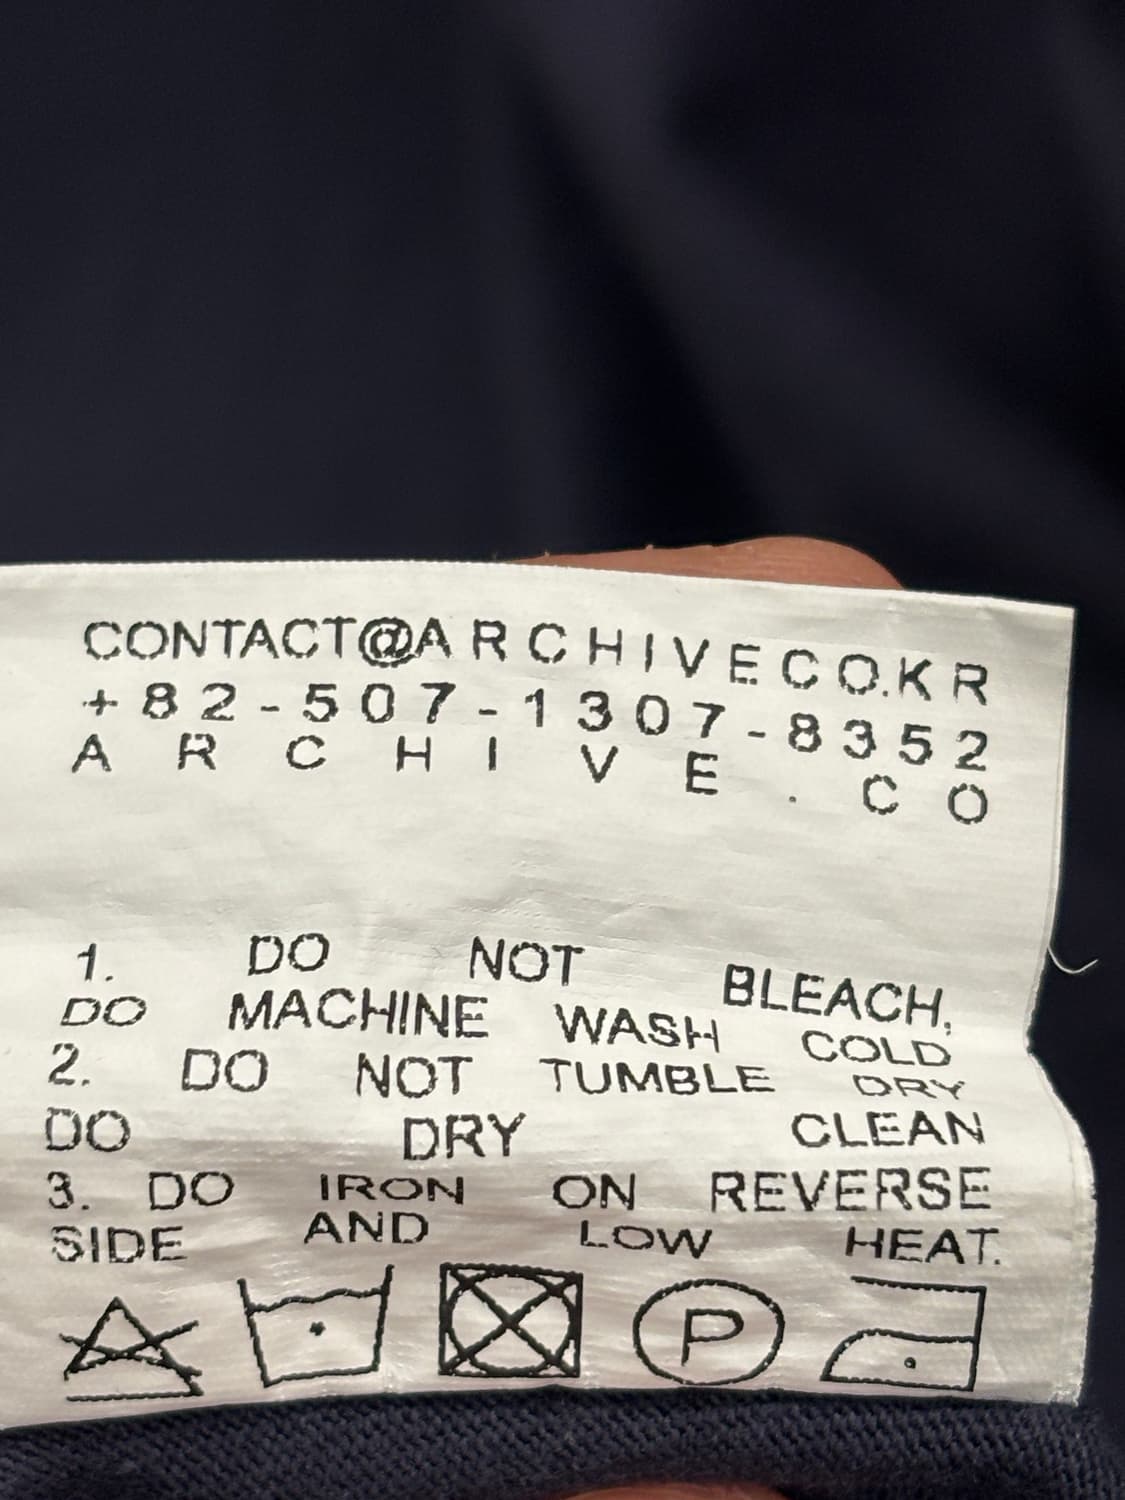 CONTACT@ARCHIVECO.KR
+82-507-1307-8352
ARCHIVE.CO
1. DO NOT BLEACH,
DO MACHINE WASH COLD
2. DO NOT TUMBLE DRY
DO DRY CLEAN
3. DO IRON ON REVERSE
SIDE AND LOW HEAT.
P